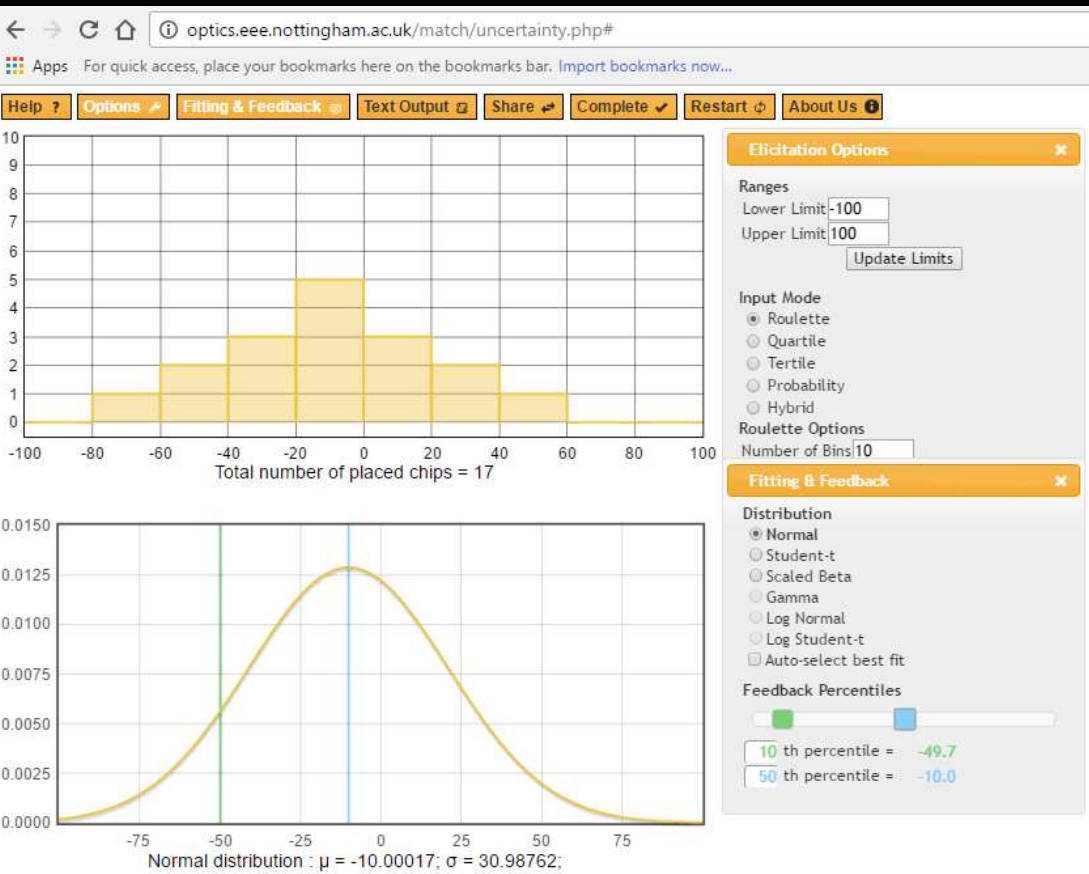 optics.eee.nottingham.ac.uk/match/uncertainty.php#
Apps For quick access, place your bookmarks here on the bookmarks bar. Import bookmarks now...
Help ? Options Fitting & Feedback Text Output Share Complete Restart About Us
10
9
8
7
6
5
4
3
2
1
0
-100 -80 -60 -40 -20 0 20 40 60 80 100
Total number of placed chips = 17
0.0150
0.0125
0.0100
0.0075
0.0050
0.0025
0.0000
-75 -50 -25 0 25 50 75
Normal distribution : μ = -10.00017; σ = 30.98762;
Elicitation Options
Ranges
Lower Limit -100
Upper Limit 100
Update Limits
Input Mode
Roulette
Quartile
Tertile
Probability
Hybrid
Roulette Options
Number of Bins 10
Fitting & Feedback
Distribution
Normal
Student-t
Scaled Beta
Gamma
Log Normal
Log Student-t
Auto-select best fit
Feedback Percentiles
10 th percentile = -49.7
50 th percentile = -10.0